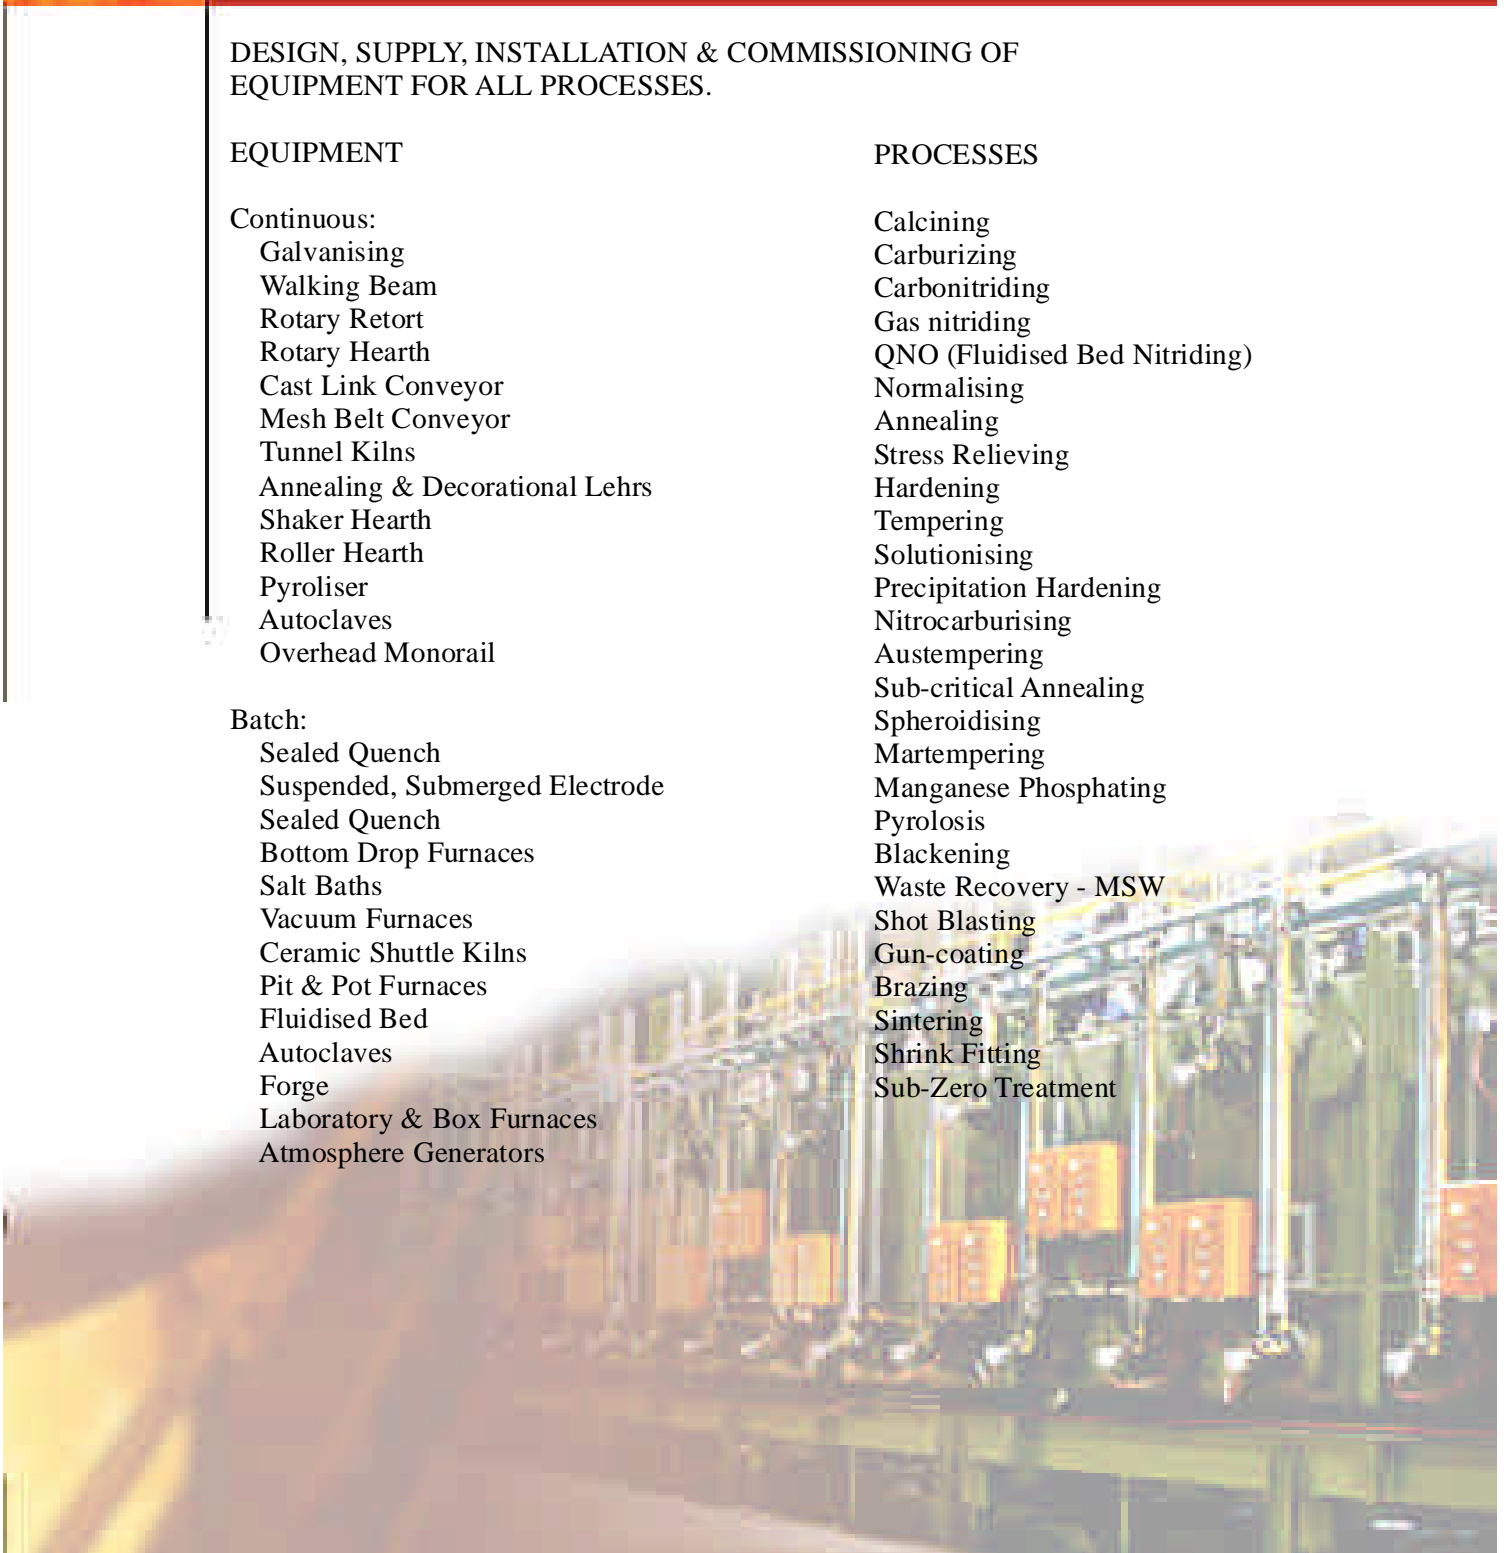 DESIGN, SUPPLY, INSTALLATION & COMMISSIONING OF
EQUIPMENT FOR ALL PROCESSES.
EQUIPMENT
Continuous:
Galvanising
Walking Beam
Rotary Retort
Rotary Hearth
Cast Link Conveyor
Mesh Belt Conveyor
Tunnel Kilns
Annealing & Decorational Lehrs
Shaker Hearth
Roller Hearth
Pyroliser
Autoclaves
Overhead Monorail
Batch:
Sealed Quench
Suspended, Submerged Electrode
Sealed Quench
Bottom Drop Furnaces
Salt Baths
Vacuum Furnaces
Ceramic Shuttle Kilns
Pit & Pot Furnaces
Fluidised Bed
Autoclaves
Forge
Laboratory & Box Furnaces
Atmosphere Generators
PROCESSES
Calcining
Carburizing
Carbonitriding
Gas nitriding
QNO (Fluidised Bed Nitriding)
Normalising
Annealing
Stress Relieving
Hardening
Tempering
Solutionising
Precipitation Hardening
Nitrocarburising
Austempering
Sub-critical Annealing
Spheroidising
Martempering
Manganese Phosphating
Pyrolosis
Blackening
Waste Recovery - MSW
Shot Blasting
Gun-coating
Brazing
Sintering
Shrink Fitting
Sub-Zero Treatment